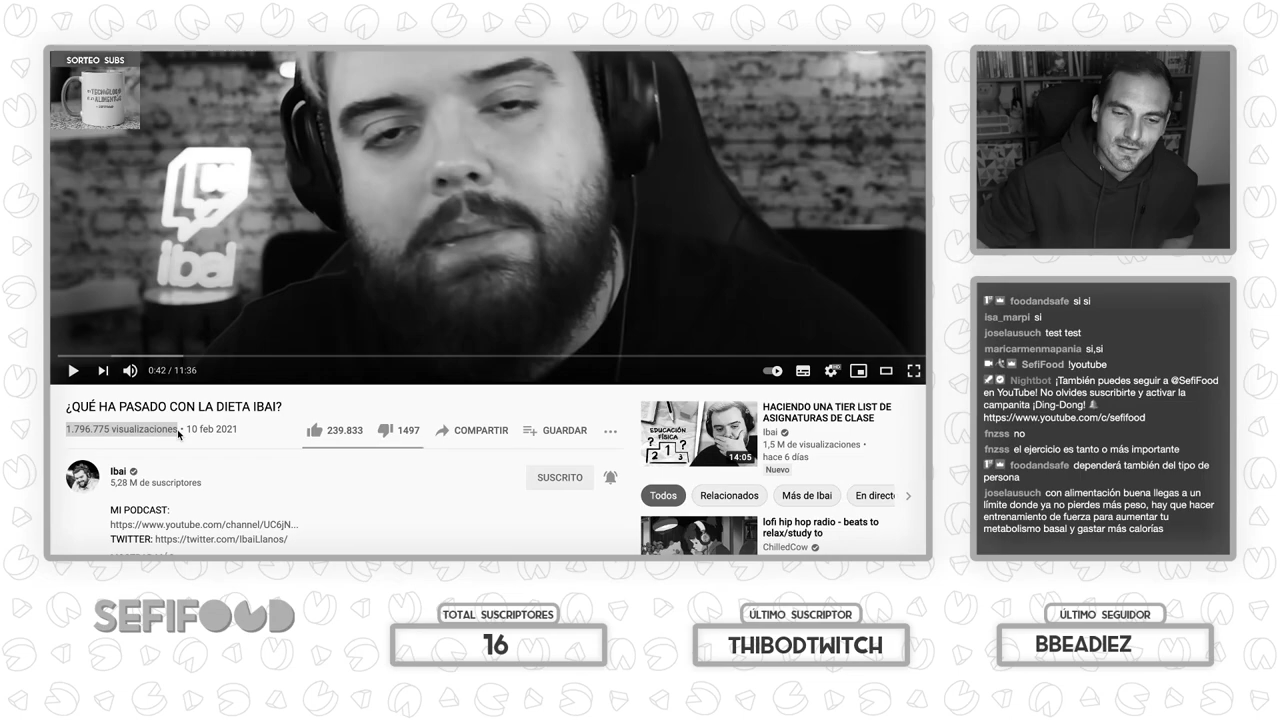 SORTEO SUBS
ibai
0:42 / 11:36
¿QUÉ HA PASADO CON LA DIETA IBAI?
1.796.775 visualizaciones • 10 feb 2021
239.833
1497
COMPARTIR
GUARDAR
Ibai
5,28 M de suscriptores
SUSCRITO
MI PODCAST:
https://www.youtube.com/channel/UC6jN...
TWITTER: https://twitter.com/IbaiLlanos/
EDUCACIÓN
FÍSICA
? 1 ?
14:05
HACIENDO UNA TIER LIST DE
ASIGNATURAS DE CLASE
Ibai
1,5 M de visualizaciones •
hace 6 días
Nuevo
Todos
Relacionados
Más de Ibai
En direct
lofi hip hop radio - beats to
relax/study to
ChilledCow
foodandsafe si si
isa_marpi si
joselausuch test test
maricarmenmapania si,si
SefiFood !youtube
Nightbot ¡También puedes seguir a @SefiFood
en YouTube! No olvides suscribirte y activar la
campanita ¡Ding-Dong!
https://www.youtube.com/c/sefifood
fnzss no
fnzss el ejercicio es tanto o más importante
foodandsafe dependerá también del tipo de
persona
joselausuch con alimentación buena llegas a un
límite donde ya no pierdes más peso, hay que hacer
entrenamiento de fuerza para aumentar tu
metabolismo basal y gastar más calorías
SEFIFOOD
TOTAL SUSCRIPTORES
16
ÚLTIMO SUSCRIPTOR
THIBODTWITCH
ÚLTIMO SEGUIDOR
BBEADIEZ